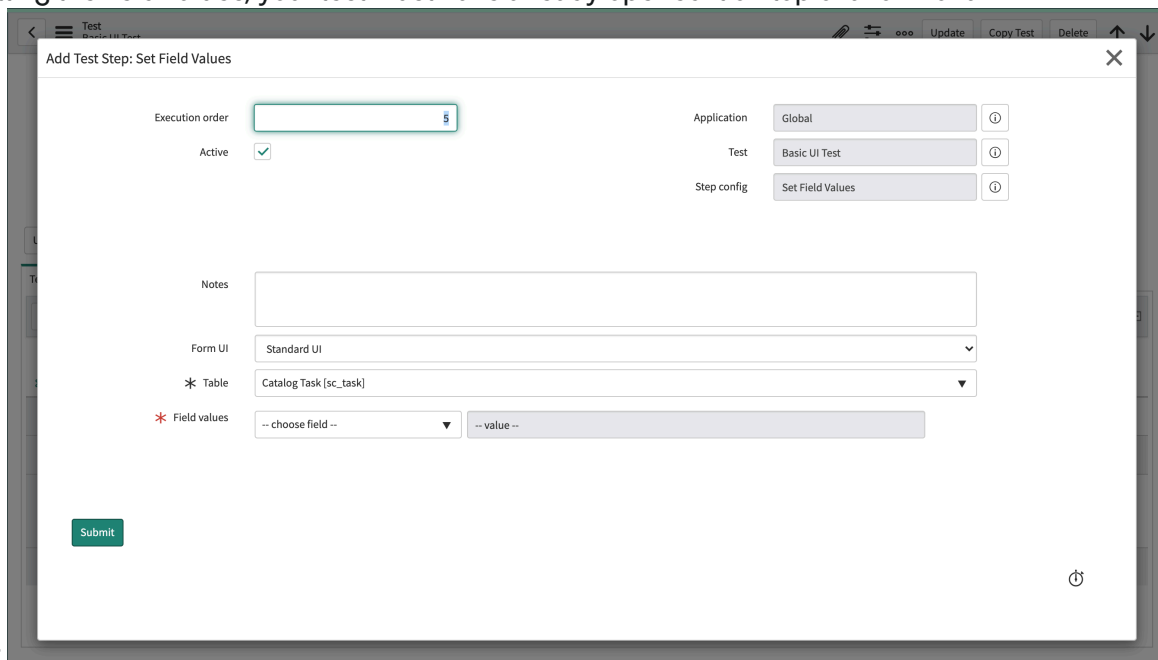 Test
Basic UI Test
Update
Copy Test
Delete
Add Test Step: Set Field Values
Execution order
5
Application
Global
Active
Test
Basic UI Test
Step config
Set Field Values
Notes
Form UI
Standard UI
Table
Catalog Task [sc_task]
Field values
-- choose field --
-- value --
Submit